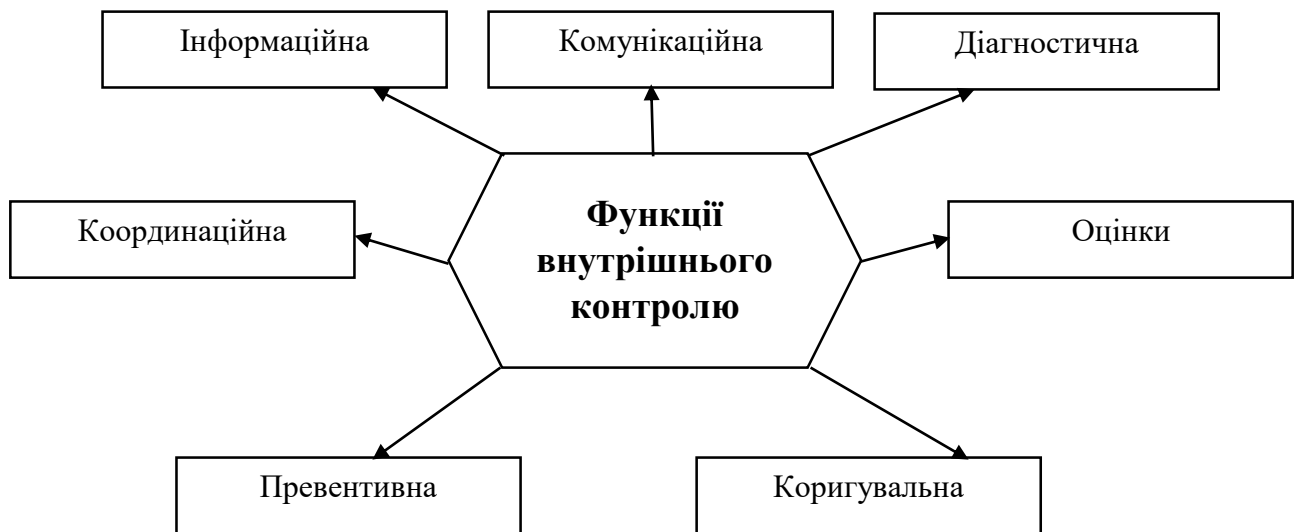 Інформаційна
Комунікаційна
Діагностична
Координаційна
Функції
внутрішнього
контролю
Оцінки
Превентивна
Коригувальна